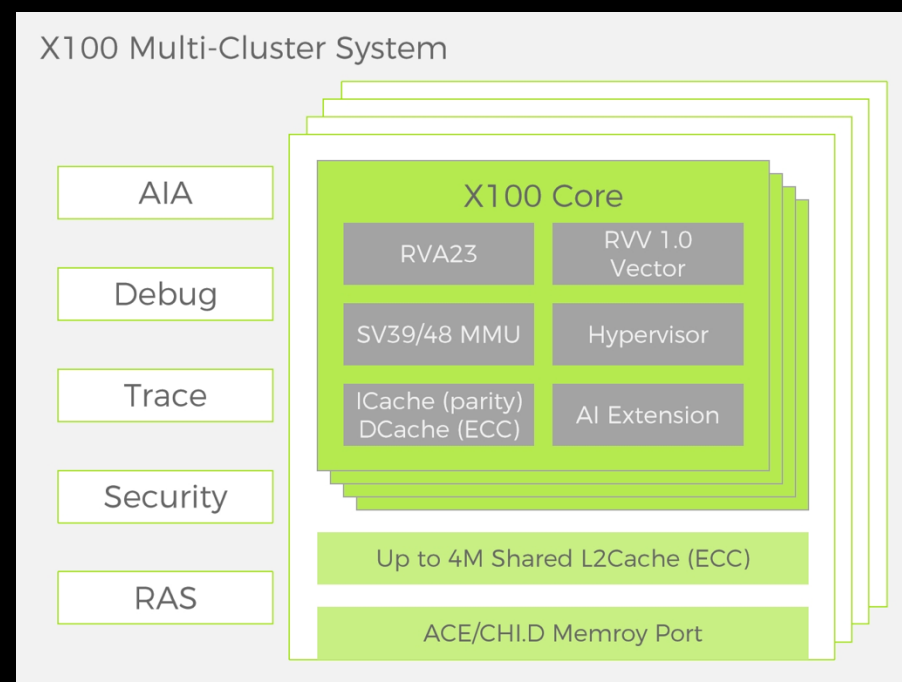 X100 Multi-Cluster System
AIA
Debug
Trace
Security
RAS
X100 Core
RVA23
RVV 1.0
Vector
SV39/48 MMU
Hypervisor
ICache (parity)
DCache (ECC)
AI Extension
Up to 4M Shared L2Cache (ECC)
ACE/CHI.D Memroy Port